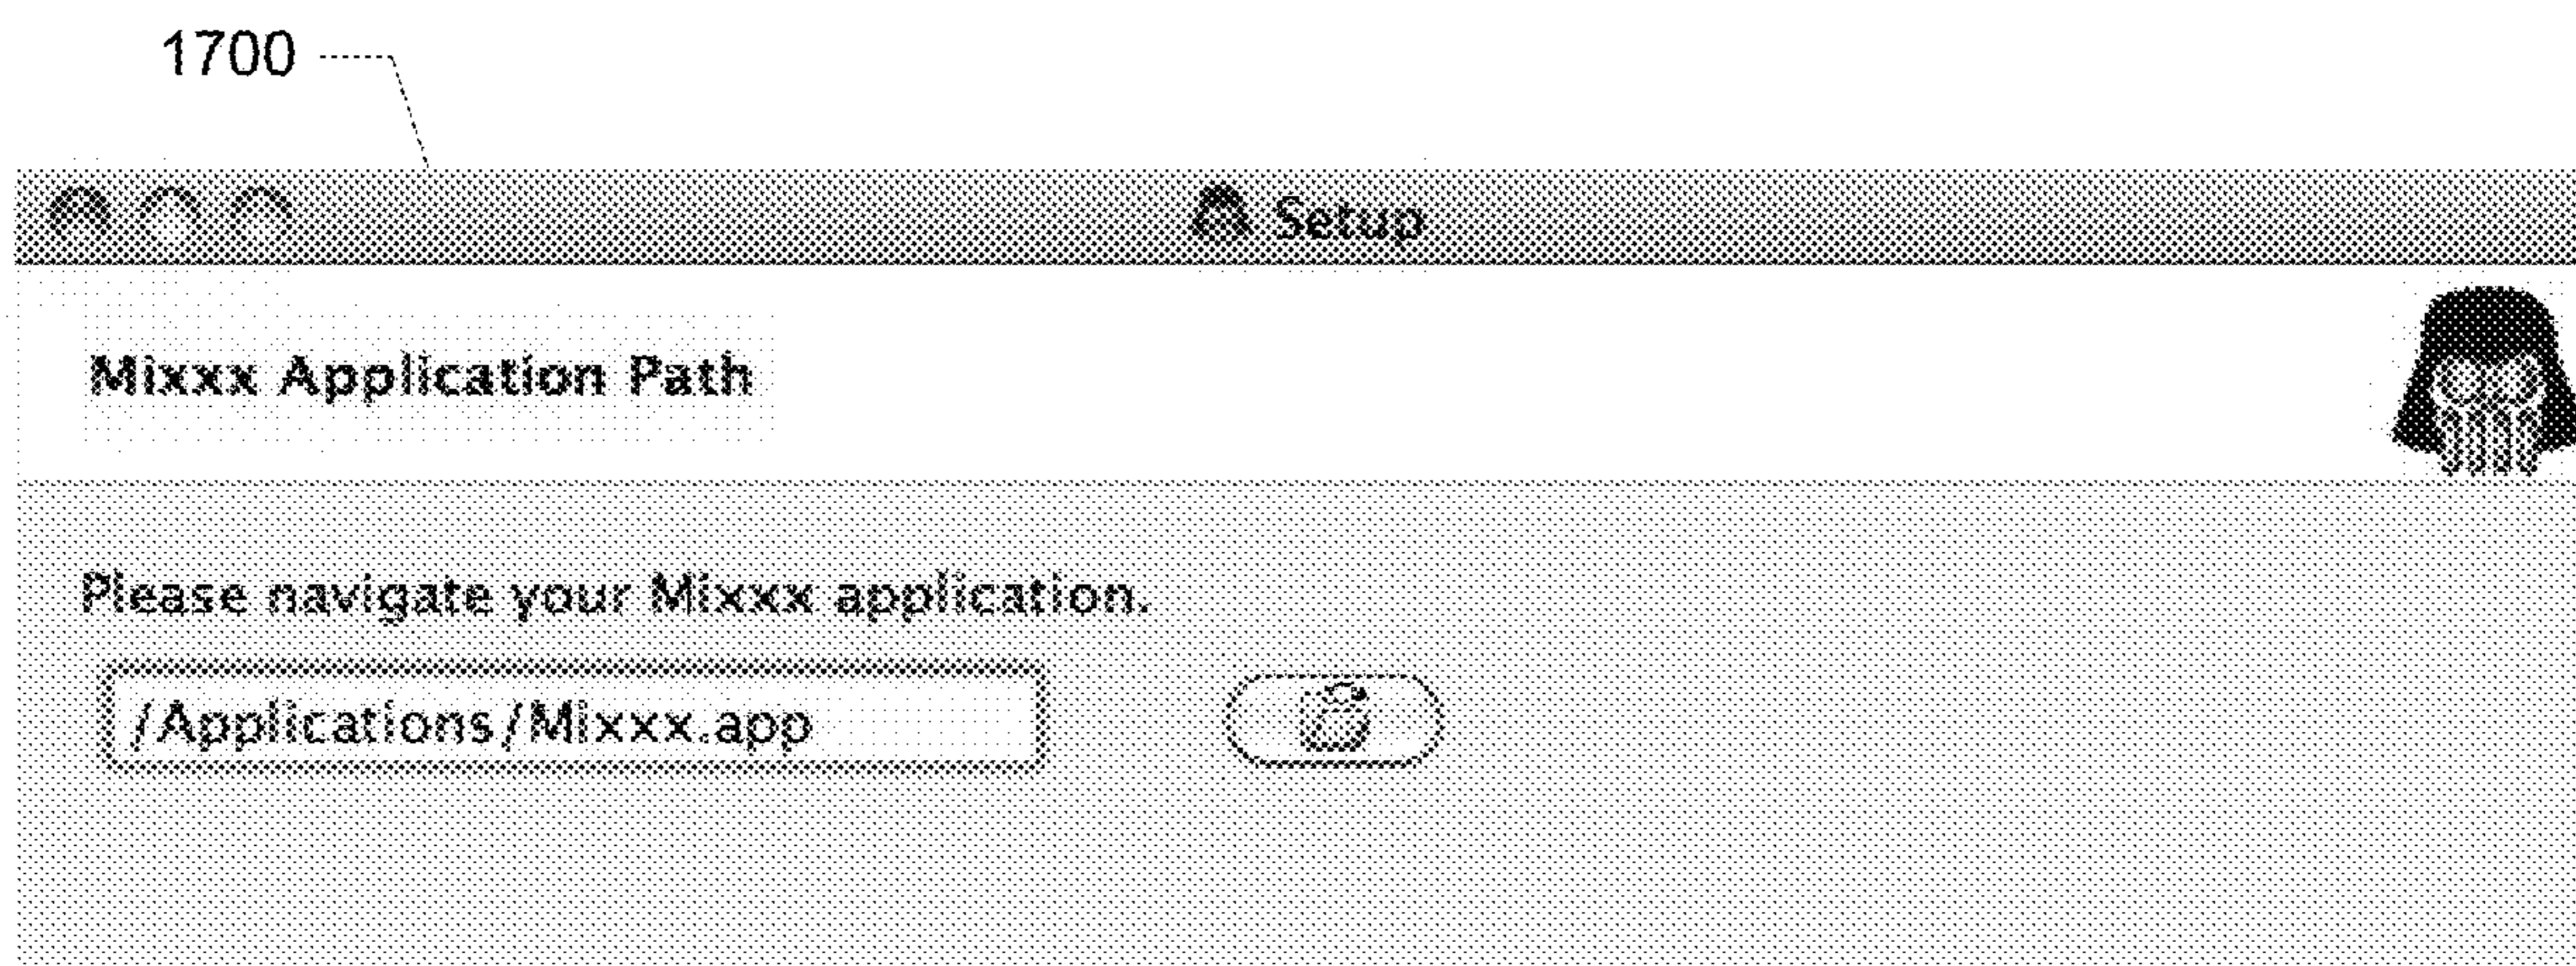 1700
Setup
Mixxx Application Path
Please navigate your Mixxx application.
/Applications/Mixxx.app